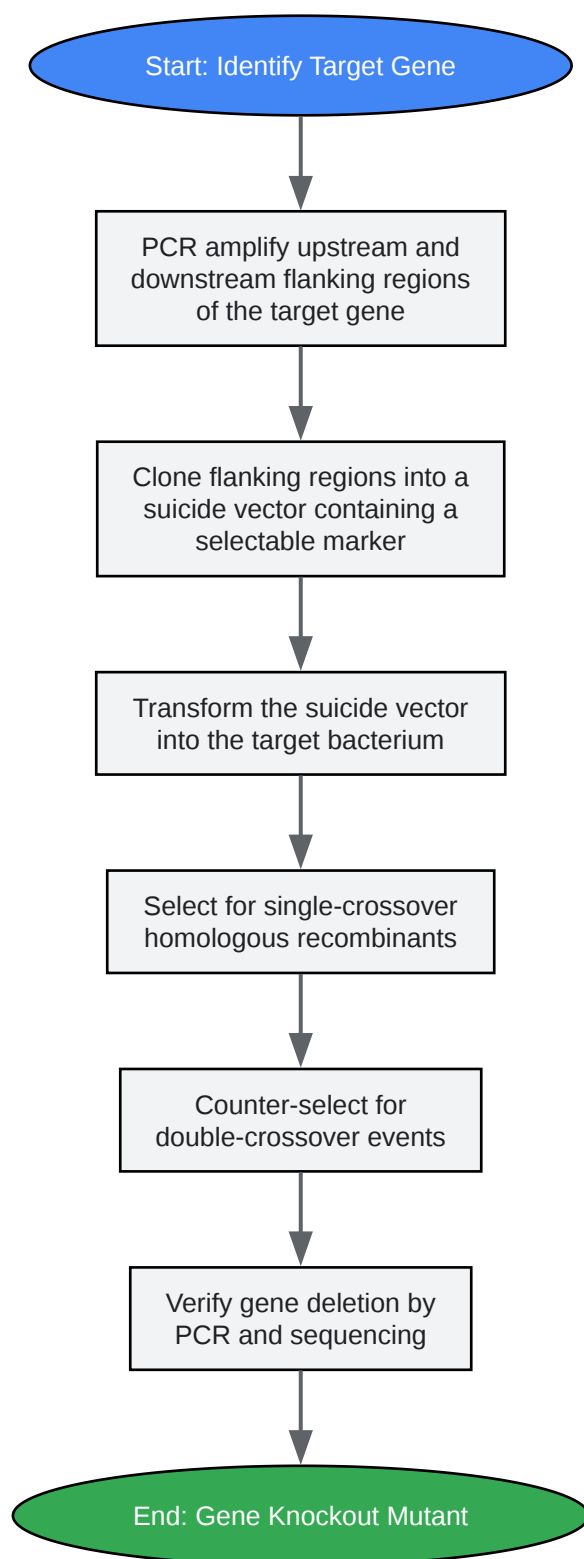 Start: Identify Target Gene
PCR amplify upstream and
downstream flanking regions
of the target gene
Clone flanking regions into a
suicide vector containing a
selectable marker
Transform the suicide vector
into the target bacterium
Select for single-crossover
homologous recombinants
Counter-select for
double-crossover events
Verify gene deletion by
PCR and sequencing
End: Gene Knockout Mutant